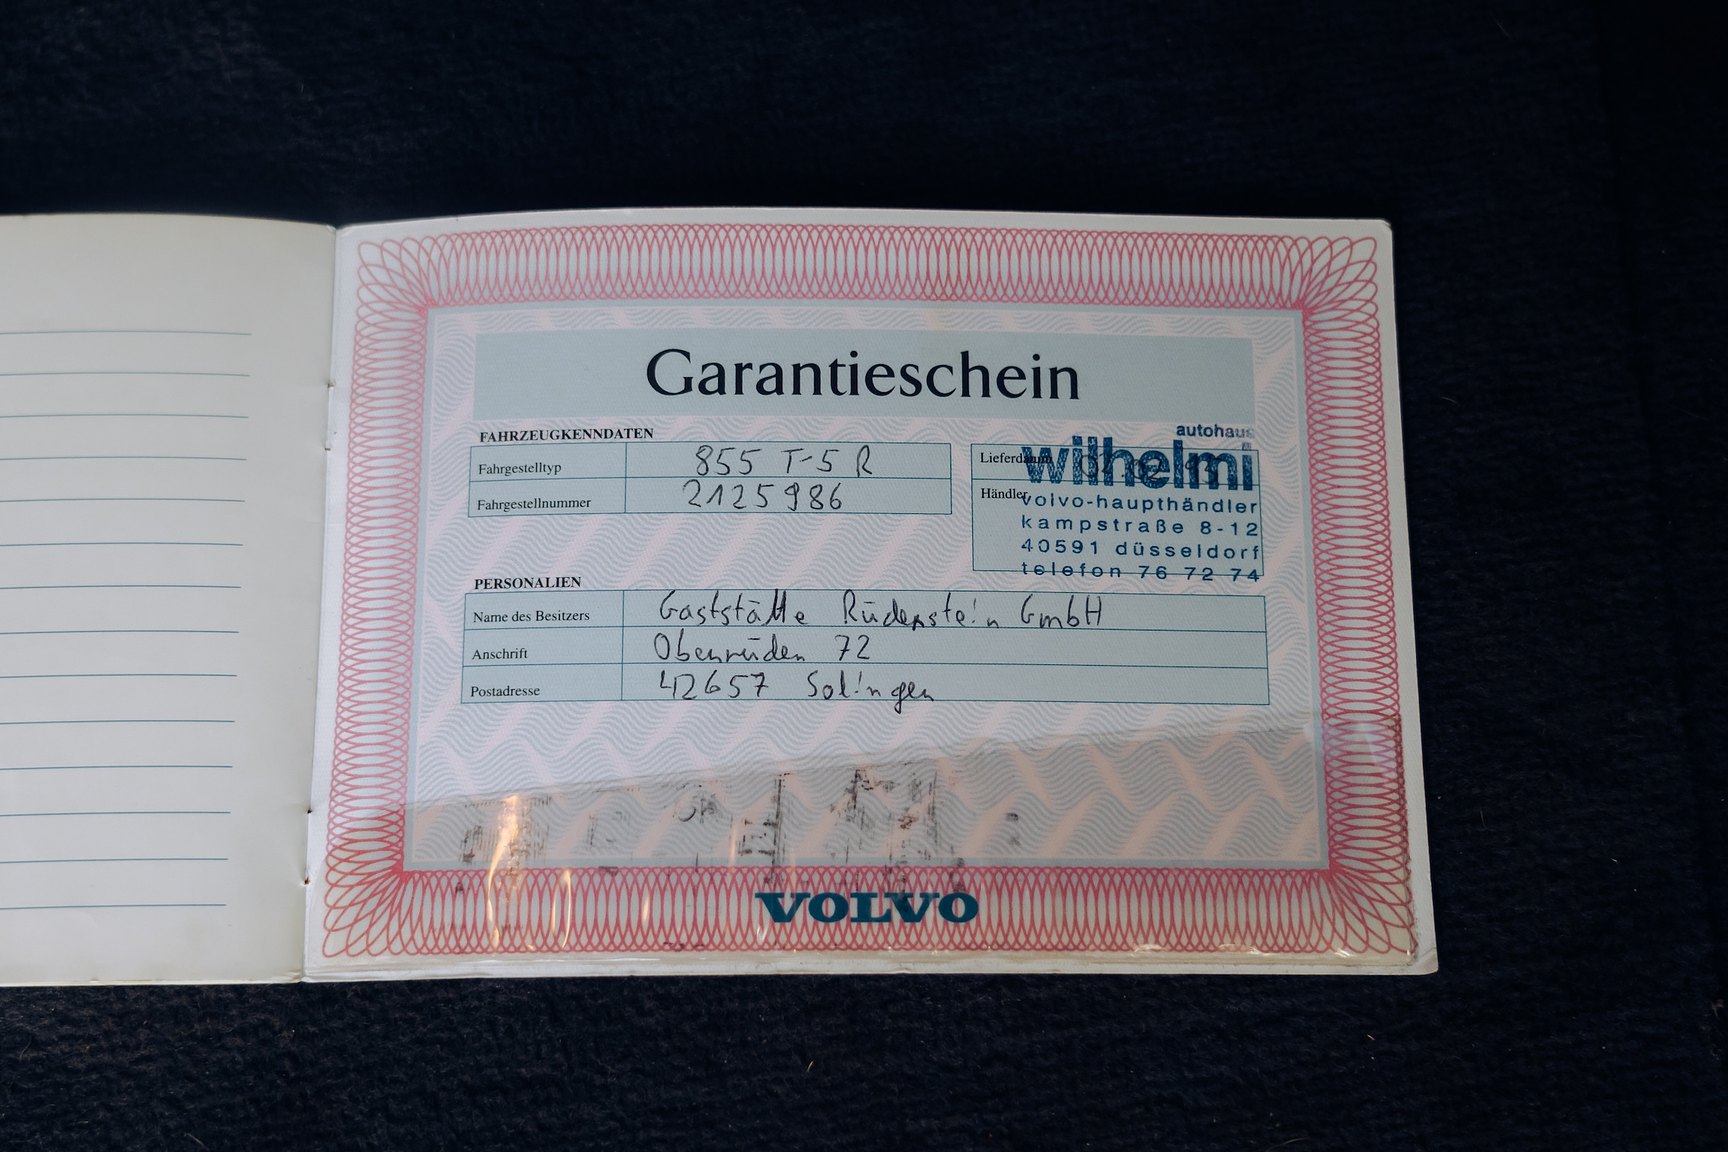 Garantieschein
FAHRZEUGKENNDATEN
Fahrgestelltyp 855 T-5 R
Fahrgestellnummer 2125986
Lieferdatum
Händler
autohaus
wilhelmi
volvo-haupthändler
kampstraße 8-12
40591 düsseldorf
telefon 76 72 74
PERSONALIEN
Name des Besitzers Gaststätte Rüdenstein GmbH
Anschrift Obenrüden 72
Postadresse 42657 Solingen
VOLVO